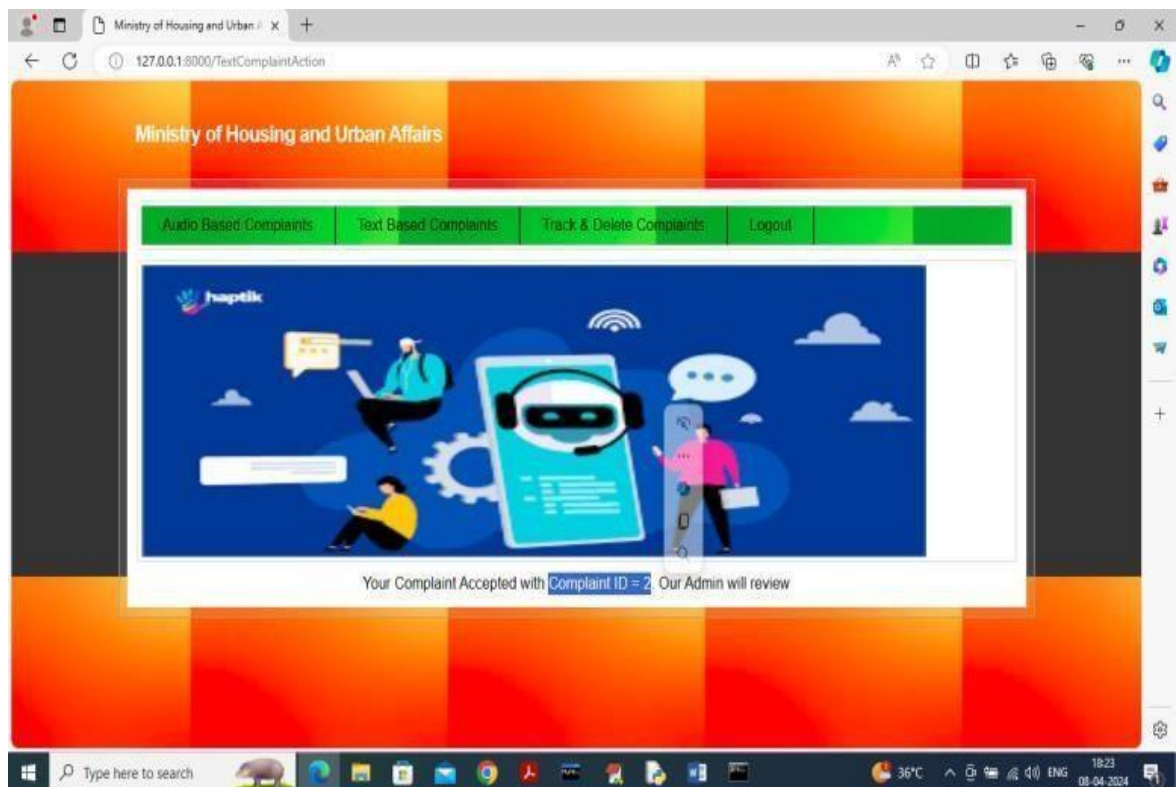 Ministry of Housing and Urban A
127.0.0.1:8000/TextComplaintAction
Ministry of Housing and Urban Affairs
Audio Based Complaints Text Based Complaints Track & Delete Complaints Logout
haptik
Your Complaint Accepted with Complaint ID = 2. Our Admin will review
Type here to search 36°C ENG 18:23
08-04-2024